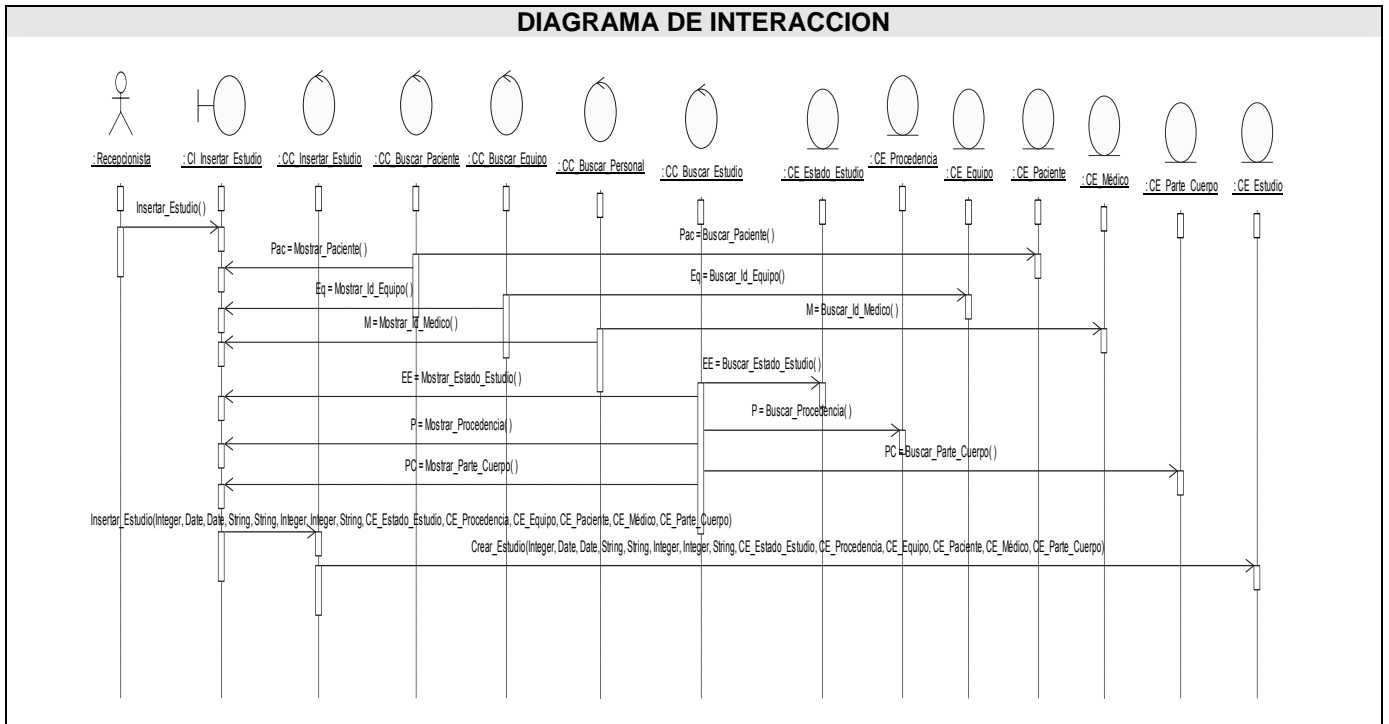 DIAGRAMA DE INTERACCION
: Recepcionista
: CI_Insertar_Estudio
: CC_Insertar_Estudio
: CC_Buscar_Paciente
: CC_Buscar_Equipo
: CC_Buscar_Personal
: CC_Buscar_Estudio
: CE_Estado_Estudio
: CE_Procedencia
: CE_Equipo
: CE_Paciente
: CE_Médico
: CE_Parte_Cuerpo
: CE_Estudio
Insertar_Estudio( )
Pac = Buscar_Paciente( )
Pac = Mostrar_Paciente( )
Eq = Buscar_Id_Equipo()
Eq = Mostrar_Id_Equipo( )
M = Buscar_Id_Medico( )
M = Mostrar_Id_Medico( )
EE = Buscar_Estado_Estudio( )
EE = Mostrar_Estado_Estudio( )
P = Buscar_Procedencia( )
P = Mostrar_Procedencia( )
PC = Buscar_Parte_Cuerpo( )
PC = Mostrar_Parte_Cuerpo( )
Insertar_Estudio(Integer, Date, Date, String, String, Integer, Integer, String, CE_Estado_Estudio, CE_Procedencia, CE_Equipo, CE_Paciente, CE_Médico, CE_Parte_Cuerpo)
Crear_Estudio(Integer, Date, Date, String, String, Integer, Integer, String, CE_Estado_Estudio, CE_Procedencia, CE_Equipo, CE_Paciente, CE_Médico, CE_Parte_Cuerpo)